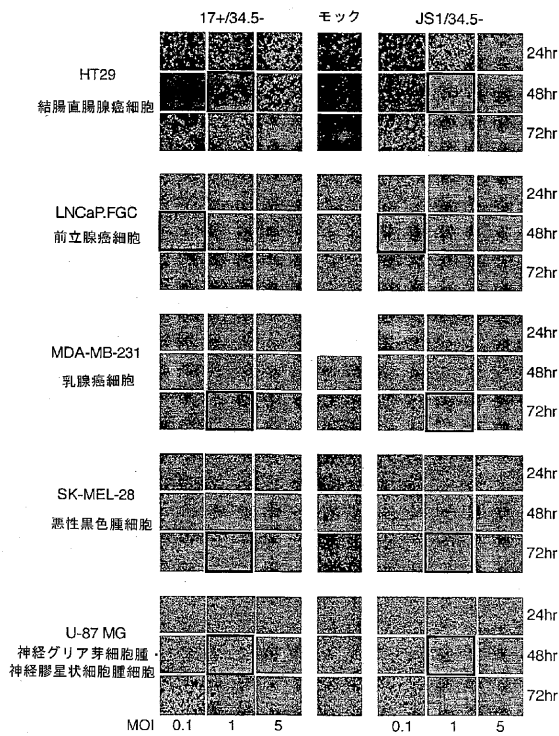 17+/34.5- モック JS1/34.5-
HT29
結腸直腸腺癌細胞
24hr
48hr
72hr
LNCaP.FGC
前立腺癌細胞
24hr
48hr
72hr
MDA-MB-231
乳腺癌細胞
24hr
48hr
72hr
SK-MEL-28
悪性黒色腫細胞
24hr
48hr
72hr
U-87 MG
神経グリア芽細胞腫・
神経膠星状細胞腫細胞
24hr
48hr
72hr
MOI 0.1 1 5 0.1 1 5